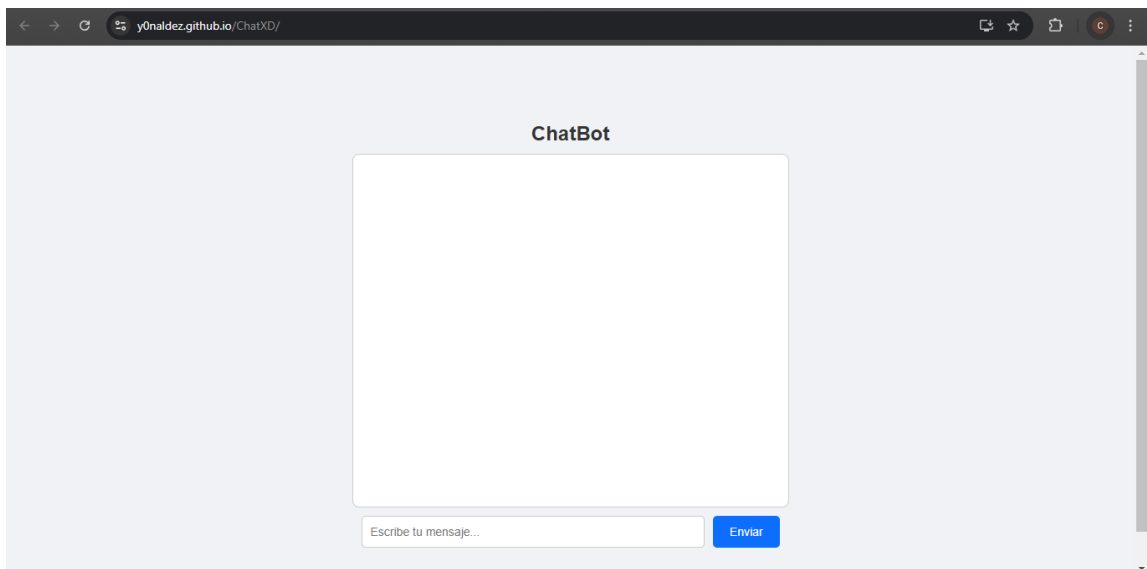 y0naldez.github.io/ChatXD/
C
ChatBot
Escribe tu mensaje...
Enviar